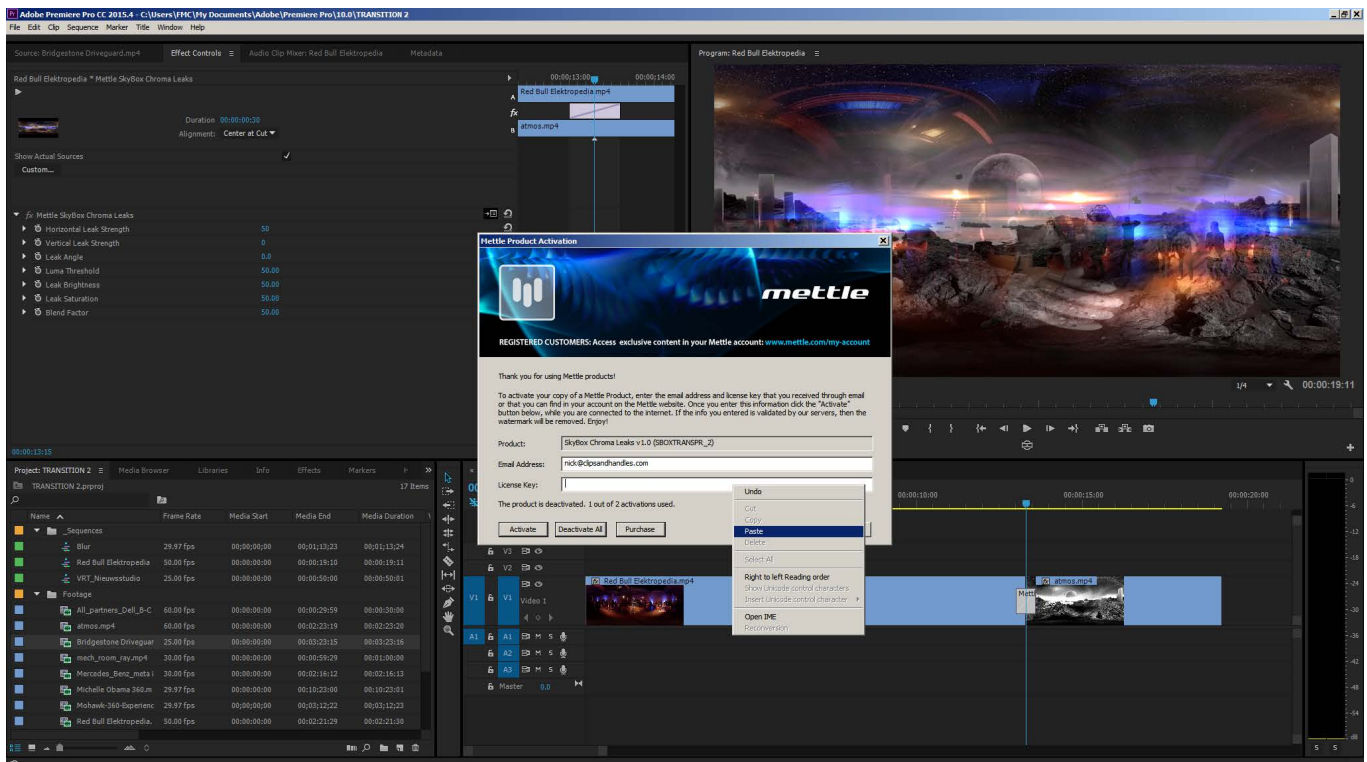 Adobe Premiere Pro CC 2015.4 - C:\Users\FMC\My Documents\Adobe\Premiere Pro\10.0\TRANSITION 2
File Edit Clip Sequence Marker Title Window Help
Source: Bridgestone Driveguard.mp4 Effect Controls Audio Clip Mixer: Red Bull Elektropedia Metadata
Program: Red Bull Elektropedia
Red Bull Elektropedia * Mettle SkyBox Chroma Leaks
00:00:13:00 00:00:14:00
A Red Bull Elektropedia.mp4
fx
B atmos.mp4
Duration 00:00:00:30
Alignment: Center at Cut
Show Actual Sources
Custom...
fx Mettle SkyBox Chroma Leaks
Horizontal Leak Strength 50
Vertical Leak Strength 0
Leak Angle 0.0
Luma Threshold 50.00
Leak Brightness 50.00
Leak Saturation 50.00
Blend Factor 50.00
00:00:13:15
1/4 00:00:19:11
Mettle Product Activation
mettle
REGISTERED CUSTOMERS: Access exclusive content in your Mettle account: www.mettle.com/my-account
Thank you for using Mettle products!
To activate your copy of a Mettle Product, enter the email address and license key that you received through email
or that you can find in your account on the Mettle website. Once you enter this information click the "Activate"
button below, while you are connected to the internet. If the info you entered is validated by our servers, then the
watermark will be removed. Enjoy!
Product: SkyBox Chroma Leaks v1.0 (SBOXTRANSPR_2)
Email Address: nick@clipsandhandles.com
License Key:
The product is deactivated. 1 out of 2 activations used.
Activate Deactivate All Purchase
Undo
Cut
Copy
Paste
Delete
Select All
Right to left Reading order
Show Unicode control characters
Insert Unicode control character
Open IME
Reconversion
Project: TRANSITION 2 Media Browser Libraries Info Effects Markers
TRANSITION 2.prproj 17 Items
Name Frame Rate Media Start Media End Media Duration
_Sequences
Blur 29.97 fps 00;00;00;00 00;01;13;23 00;01;13;24
Red Bull Elektropedia 50.00 fps 00:00:00:00 00:00:19:10 00:00:19:11
VRT_Nieuwsstudio 25.00 fps 00:00:00:00 00:00:50:00 00:00:50:01
Footage
All_partners_Dell_B-C 60.00 fps 00:00:00:00 00:00:29:59 00:00:30:00
atmos.mp4 60.00 fps 00:00:00:00 00:02:23:19 00:02:23:20
Bridgestone Driveguar 25.00 fps 00:00:00:00 00:03:23:15 00:03:23:16
mech_room_ray.mp4 30.00 fps 00:00:00:00 00:00:59:29 00:01:00:00
Mercedes_Benz_meta i 30.00 fps 00:00:00:00 00:02:16:12 00:02:16:13
Michelle Obama 360.m 29.97 fps 00:00:00:00 00:10:23:00 00:10:23:01
Mohawk-360-Experienc 29.97 fps 00;00;00;00 00;03;12;22 00;03;12;23
Red Bull Elektropedia. 50.00 fps 00:00:00:00 00:02:21:29 00:02:21:30
00:00:10:00 00:00:15:00 00:00:20:00
V3
V2
V1 V1 Video 1
Red Bull Elektropedia.mp4
Mett
atmos.mp4
A1 A1 M S
A2 M S
A3 M S
Master 0.0
0
-6
-12
-18
-24
-30
-36
-42
-48
-54
dB
S S